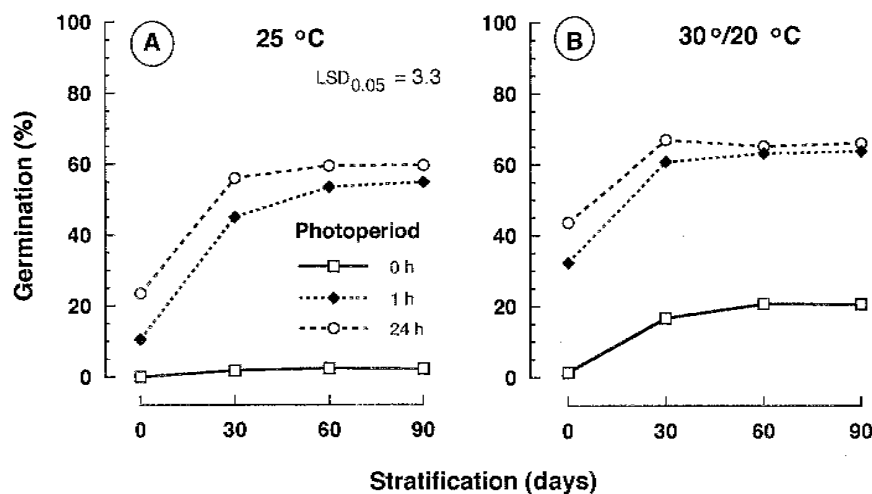 A
25 °C
LSD0.05 = 3.3
B
30 °/20 °C
Germination (%)
100
80
60
40
20
0
100
80
60
40
20
0
Photoperiod
0 h
1 h
24 h
0
30
60
90
0
30
60
90
Stratification (days)